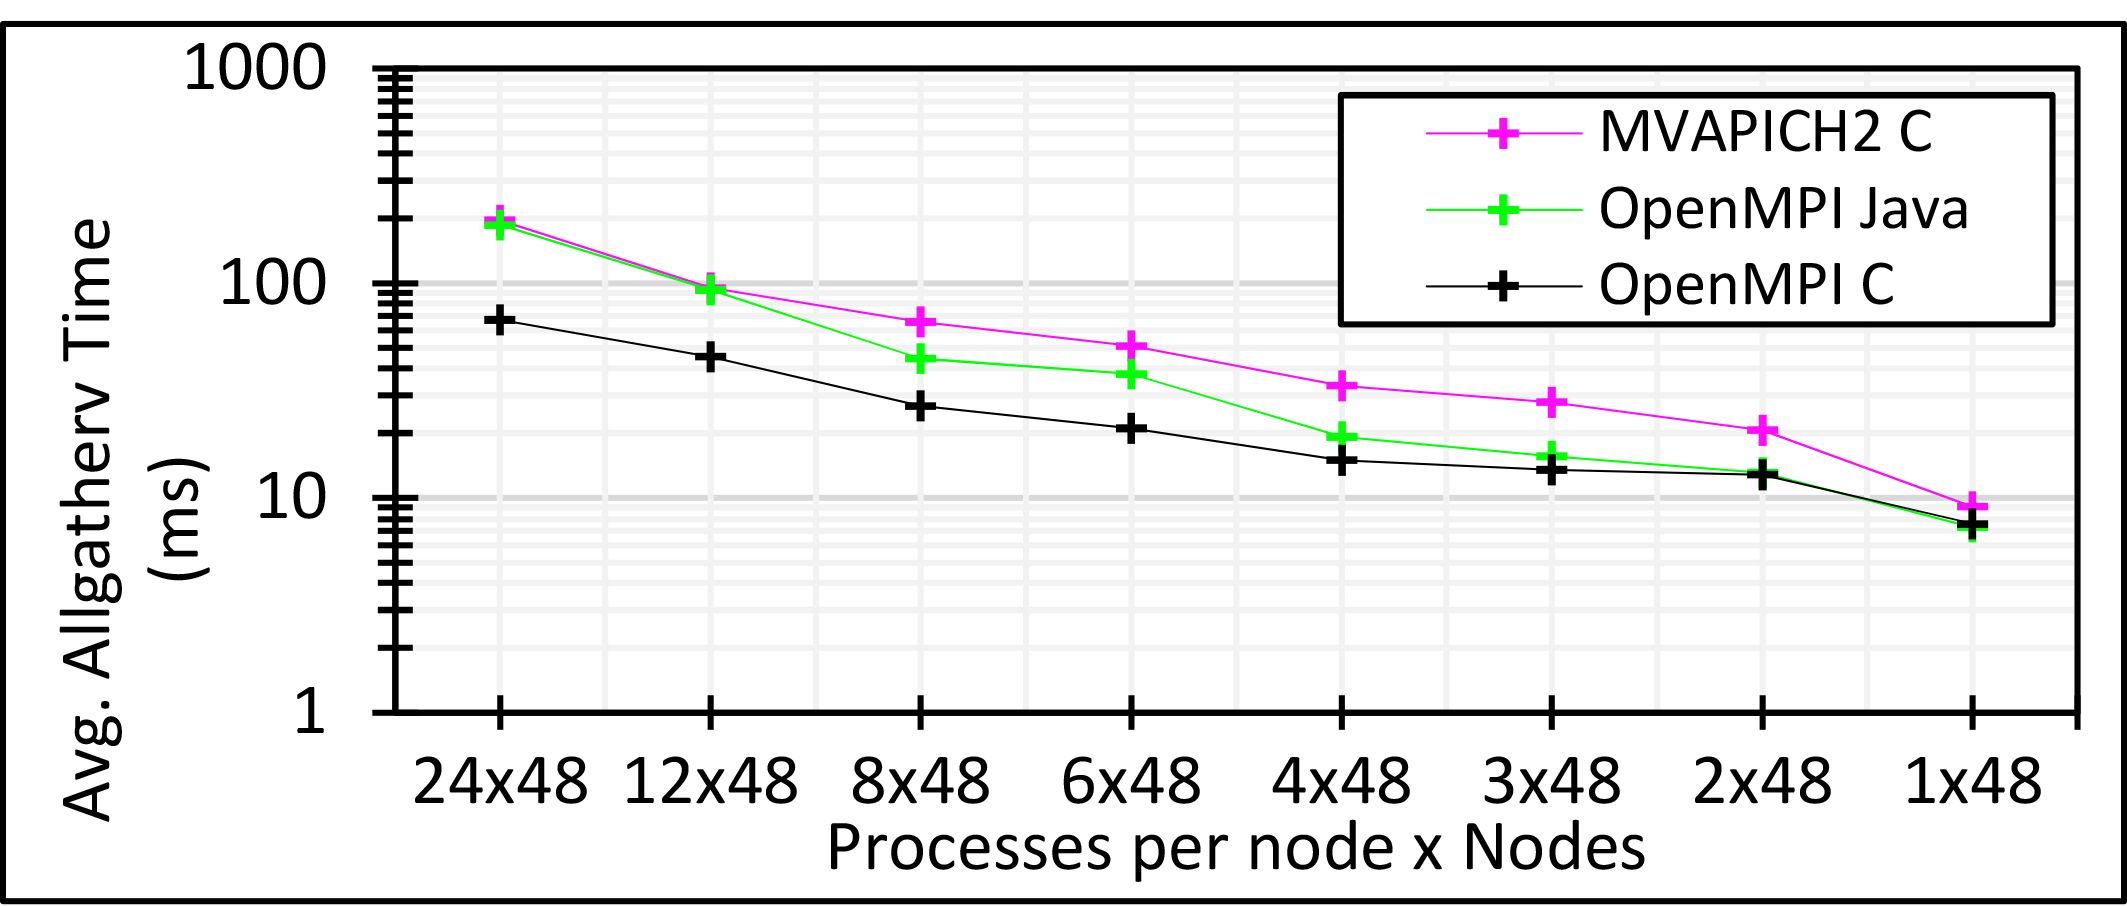 1000
100
10
1
Avg. Allgatherv Time
(ms)
MVAPICH2 C
OpenMPI Java
OpenMPI C
24x48 12x48 8x48 6x48 4x48 3x48 2x48 1x48
Processes per node x Nodes